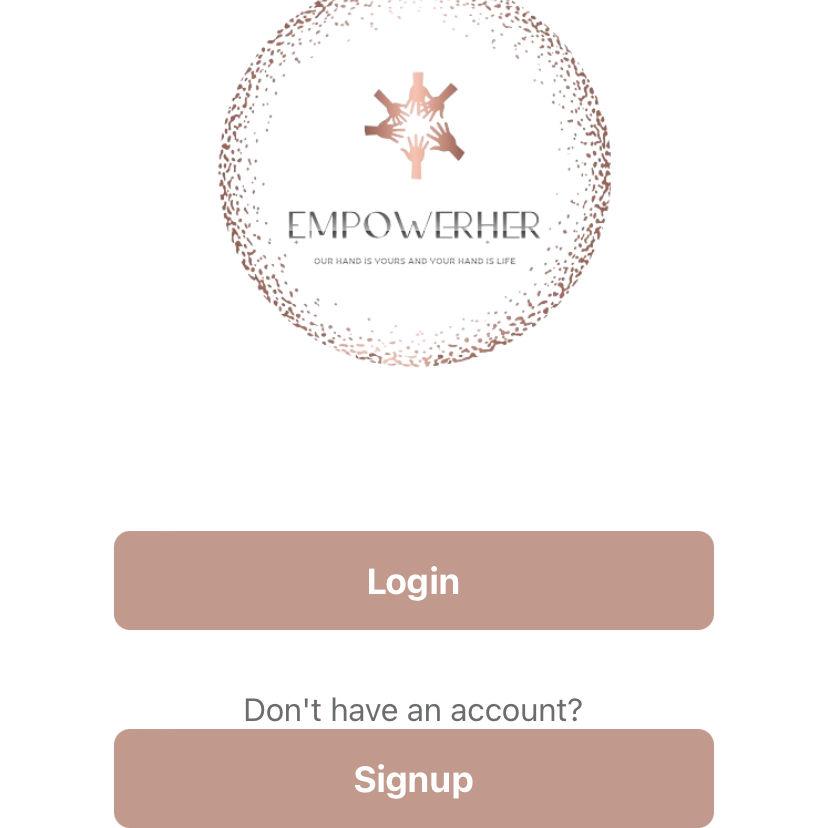 EMPOWERHER
OUR HAND IS YOURS AND YOUR HAND IS LIFE
Login
Don't have an account?
Signup